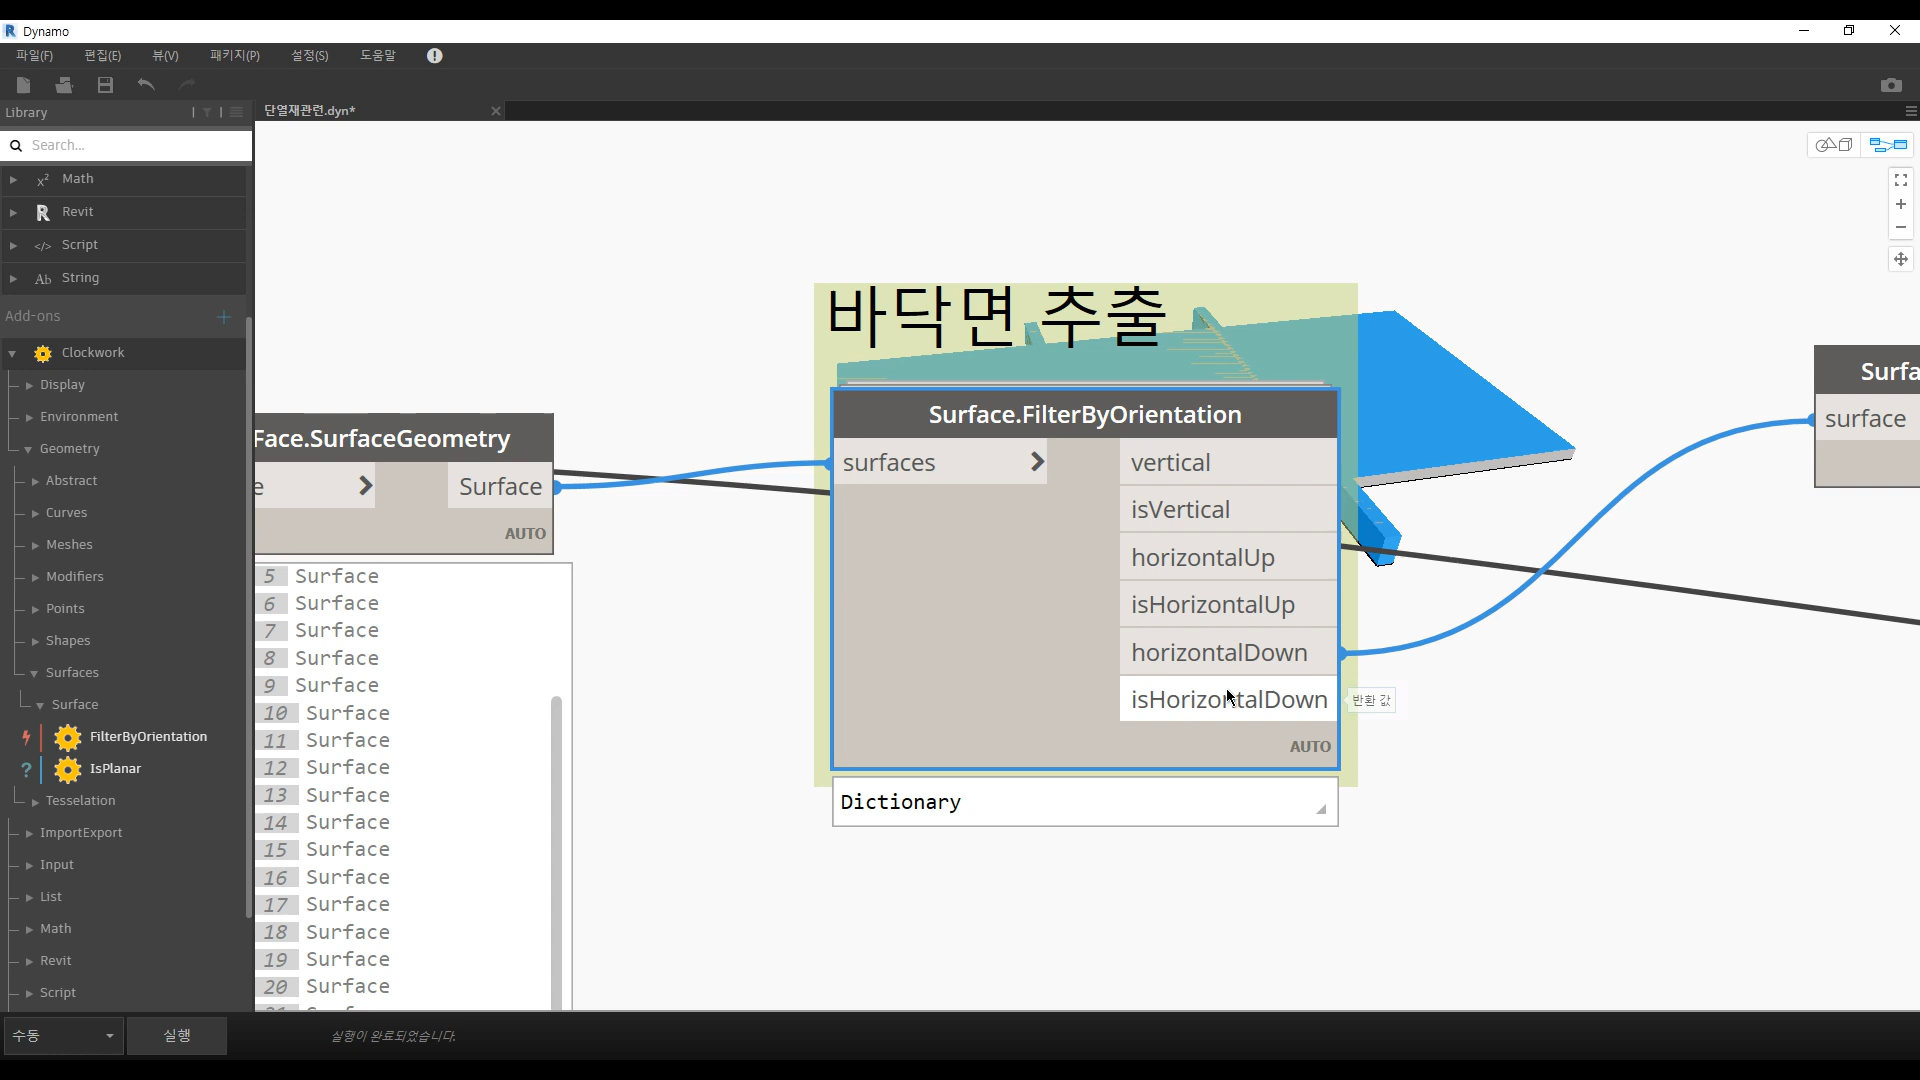 Dynamo
파일(F) 편집(E) 뷰(V) 패키지(P) 설정(S) 도움말
Library
단열재관련.dyn*
Search...
Math
Revit
Script
String
Add-ons
Clockwork
Display
Environment
Geometry
Abstract
Curves
Meshes
Modifiers
Points
Shapes
Surfaces
Surface
FilterByOrientation
IsPlanar
Tesselation
ImportExport
Input
List
Math
Revit
Script
수동
실행
실행이 완료되었습니다.
Face.SurfaceGeometry
e
Surface
AUTO
5 Surface
6 Surface
7 Surface
8 Surface
9 Surface
10 Surface
11 Surface
12 Surface
13 Surface
14 Surface
15 Surface
16 Surface
17 Surface
18 Surface
19 Surface
20 Surface
바닥면 추출
Surface.FilterByOrientation
surfaces
vertical
isVertical
horizontalUp
isHorizontalUp
horizontalDown
isHorizontalDown
반환 값
AUTO
Dictionary
Surfa
surface